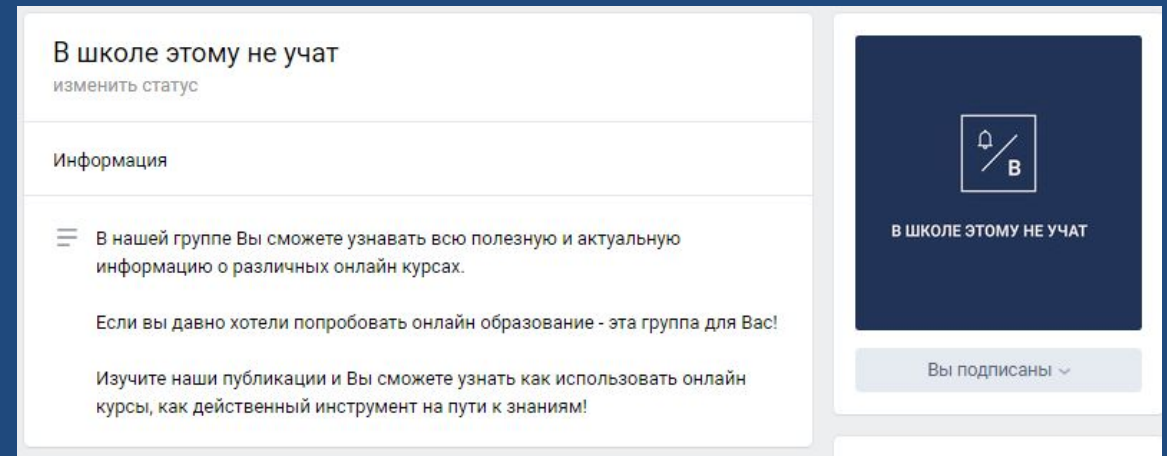 В школе этому не учат
изменить статус
Информация
В нашей группе Вы сможете узнавать всю полезную и актуальную
информацию о различных онлайн курсах.
Если вы давно хотели попробовать онлайн образование - эта группа для Вас!
Изучите наши публикации и Вы сможете узнать как использовать онлайн
курсы, как действенный инструмент на пути к знаниям!
В
В ШКОЛЕ ЭТОМУ НЕ УЧАТ
Вы подписаны